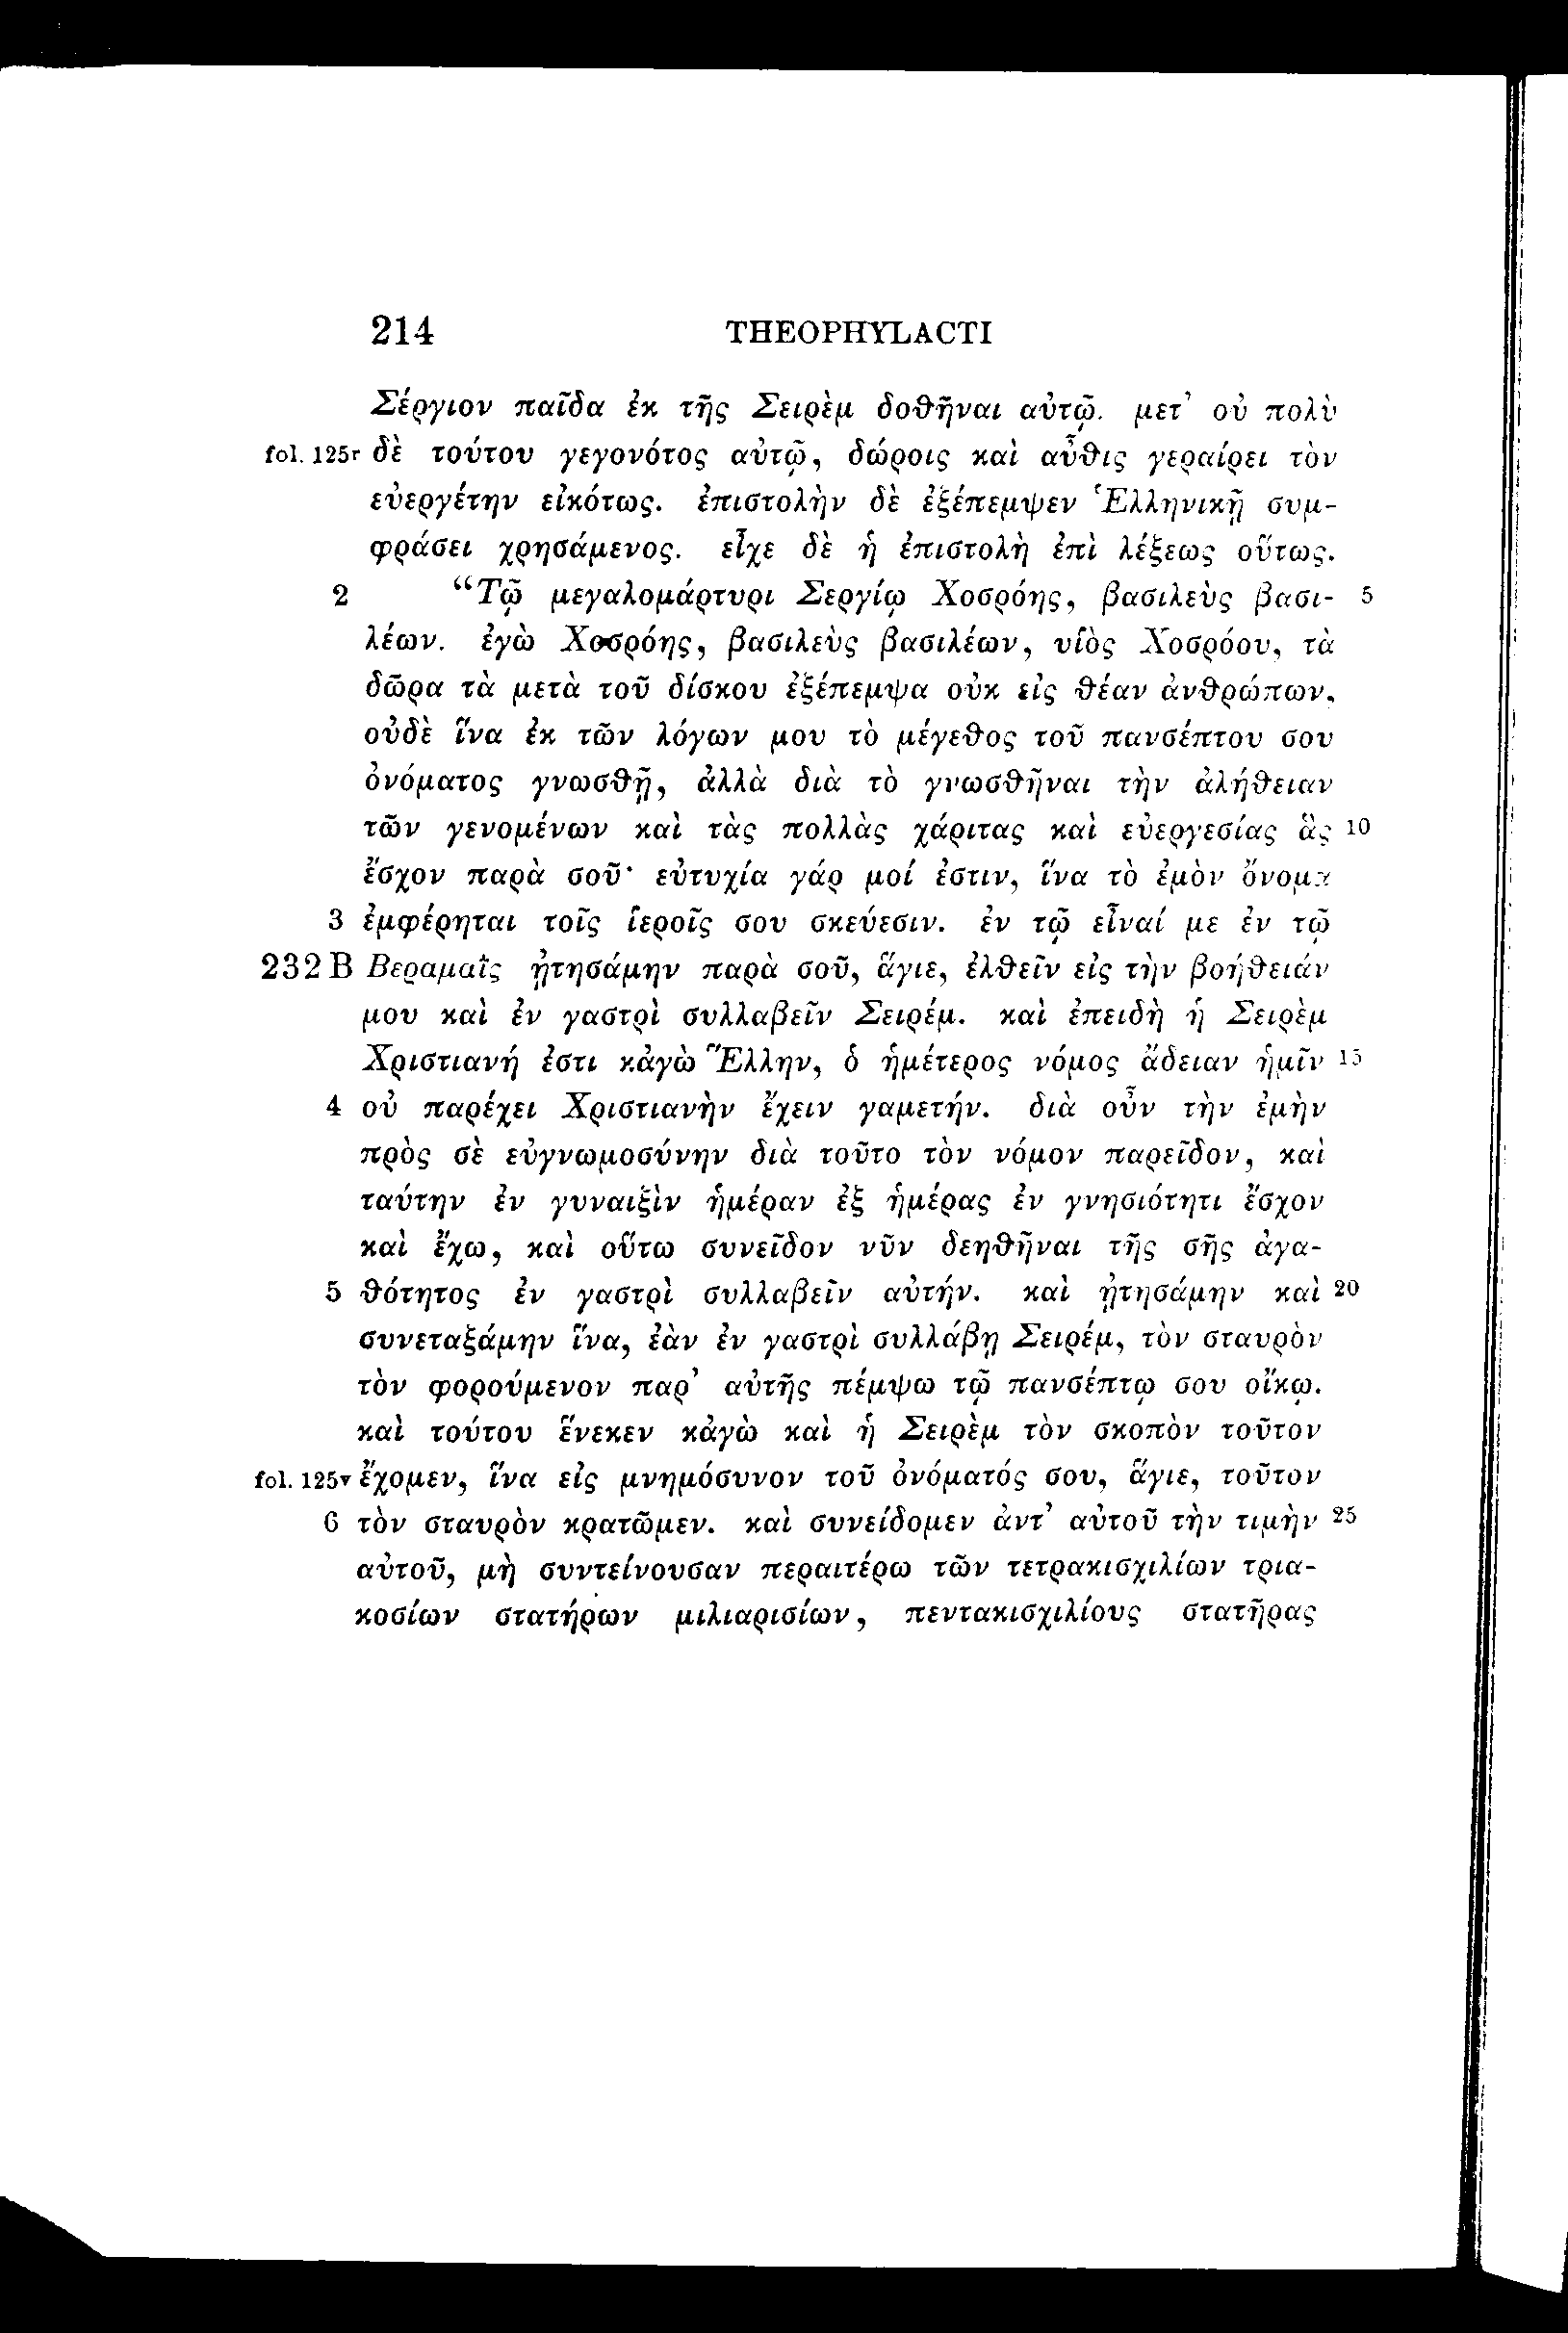 214 THEOPHYLACTI
Σέργιον παῖδα ἐκ τῆς Σειρὲμ δοθῆναι αὐτῷ. μετ’ οὐ πολὺ
fol. 125r δὲ τούτου γεγονότος αὐτῷ, δώροις καὶ αὖθις γεραίρει τὸν
εὐεργέτην εἰκότως. ἐπιστολὴν δὲ ἐξέπεμψεν Ἑλληνικῇ συμ-
φράσει χρησάμενος. εἶχε δὲ ἡ ἐπιστολὴ ἐπὶ λέξεως οὕτως.
2 “Τῷ μεγαλομάρτυρι Σεργίῳ Χοσρόης, βασιλεὺς βασι- 5
λέων. ἐγὼ Χοσρόης, βασιλεὺς βασιλέων, υἱὸς Χοσρόου, τὰ
δῶρα τὰ μετὰ τοῦ δίσκου ἐξέπεμψα οὐκ εἰς θέαν ἀνθρώπων,
οὐδὲ ἵνα ἐκ τῶν λόγων μου τὸ μέγεθος τοῦ πανσέπτου σου
ὀνόματος γνωσθῇ, ἀλλὰ διὰ τὸ γνωσθῆναι τὴν ἀλήθειαν
τῶν γενομένων καὶ τὰς πολλὰς χάριτας καὶ εὐεργεσίας ἃς 10
ἔσχον παρὰ σοῦ· εὐτυχία γάρ μοί ἐστιν, ἵνα τὸ ἐμὸν ὄνομα
3 ἐμφέρηται τοῖς ἱεροῖς σου σκεύεσιν. ἐν τῷ εἶναί με ἐν τῷ
232 B Βεραμαῒς ᾐτησάμην παρὰ σοῦ, ἅγιε, ἐλθεῖν εἰς τὴν βοήθειάν
μου καὶ ἐν γαστρὶ συλλαβεῖν Σειρέμ. καὶ ἐπειδὴ ἡ Σειρὲμ
Χριστιανή ἐστι κἀγὼ Ἕλλην, ὁ ἡμέτερος νόμος ἄδειαν ἡμῖν 15
4 οὐ παρέχει Χριστιανὴν ἔχειν γαμετήν. διὰ οὖν τὴν ἐμὴν
πρὸς σὲ εὐγνωμοσύνην διὰ τοῦτο τὸν νόμον παρεῖδον, καὶ
ταύτην ἐν γυναιξὶν ἡμέραν ἐξ ἡμέρας ἐν γνησιότητι ἔσχον
καὶ ἔχω, καὶ οὕτω συνεῖδον νῦν δεηθῆναι τῆς σῆς ἀγα-
5 θότητος ἐν γαστρὶ συλλαβεῖν αὐτήν. καὶ ᾐτησάμην καὶ 20
συνεταξάμην ἵνα, ἐὰν ἐν γαστρὶ συλλάβῃ Σειρέμ, τὸν σταυρὸν
τὸν φορούμενον παρ’ αὐτῆς πέμψω τῷ πανσέπτῳ σου οἴκῳ.
καὶ τούτου ἕνεκεν κἀγὼ καὶ ἡ Σειρὲμ τὸν σκοπὸν τοῦτον
fol. 125v ἔχομεν, ἵνα εἰς μνημόσυνον τοῦ ὀνόματός σου, ἅγιε, τοῦτον
6 τὸν σταυρὸν κρατῶμεν. καὶ συνείδομεν ἀντ’ αὐτοῦ τὴν τιμὴν 25
αὐτοῦ, μὴ συντείνουσαν περαιτέρω τῶν τετρακισχιλίων τρια-
κοσίων στατήρων μιλιαρισίων, πεντακισχιλίους στατῆρας